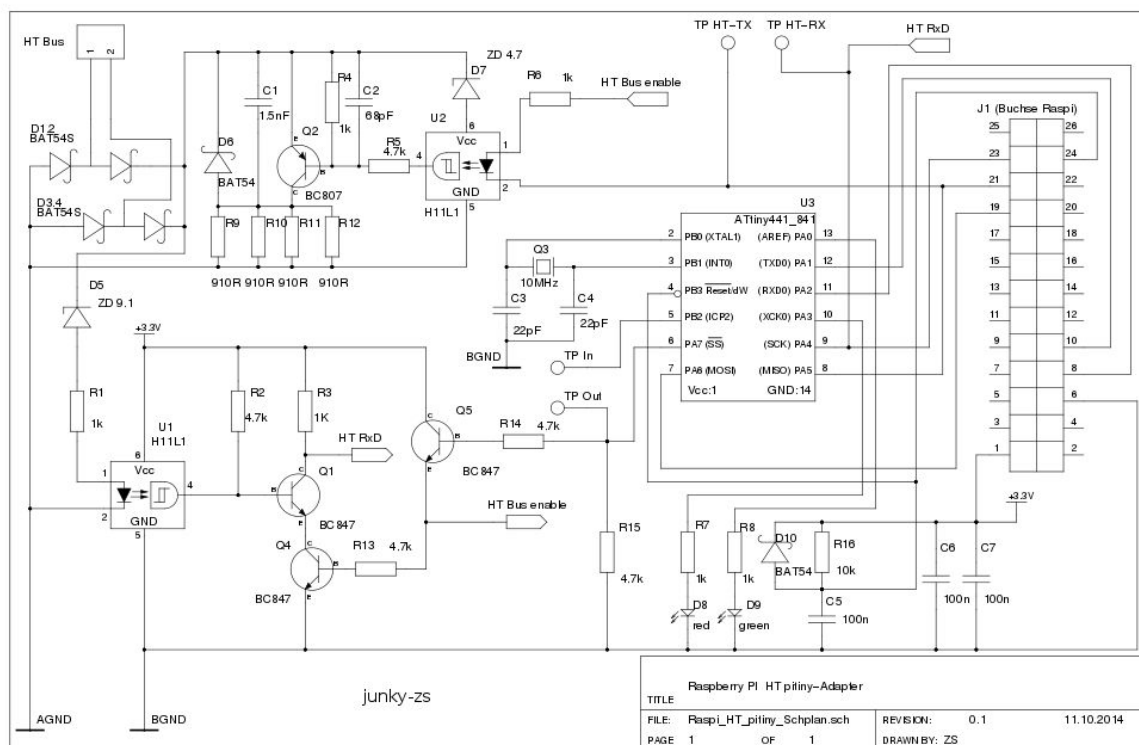 HT Bus
1
2
TP HT-TX
TP HT-RX
HT RxD
D7
ZD 4.7
R6
1k
HT Bus enable
R4
1k
C1
1.5nF
C2
68pF
Q2
E
B
C
BC807
R5
4.7k
U2
6
Vcc
4
1
2
GND
5
H11L1
D1.2
BAT54S
D3.4
BAT54S
D6
BAT54
R9
R10
R11
R12
910R
910R
910R
910R
J1 (Buchse Raspi)
25
26
23
24
21
22
19
20
17
18
15
16
13
14
11
12
9
10
7
8
5
6
3
4
1
2
U3
ATtiny441_841
2
PB0 (XTAL1)
(AREF) PA0
13
3
PB1 (INT0)
(TXD0) PA1
12
4
PB3 Reset/dW
(RXD0) PA2
11
5
PB2 (ICP2)
(XCK0) PA3
10
6
PA7 (SS)
(SCK) PA4
9
7
PA6 (MOSI)
(MISO) PA5
8
Vcc:1
GND:14
Q3
10MHz
C3
22pF
C4
22pF
BGND
TP In
TP Out
D5
ZD 9.1
+3.3V
R1
1k
U1
H11L1
6
Vcc
1
2
4
GND
5
R2
4.7k
R3
1K
HT RxD
C
B
E
Q1
BC847
C
B
E
Q4
BC847
R13
4.7k
C
B
E
Q5
BC847
R14
4.7k
HT Bus enable
R15
4.7k
R7
1k
D8
red
R8
1k
D9
green
D10
BAT54
R16
10k
C5
100n
+3.3V
C6
100n
C7
100n
junky-zs
AGND
BGND
TITLE
Raspberry PI HT pitiny-Adapter
FILE: Raspi_HT_pitiny_Schplan.sch
REVISION: 0.1
11.10.2014
PAGE 1 OF 1
DRAWN BY: ZS